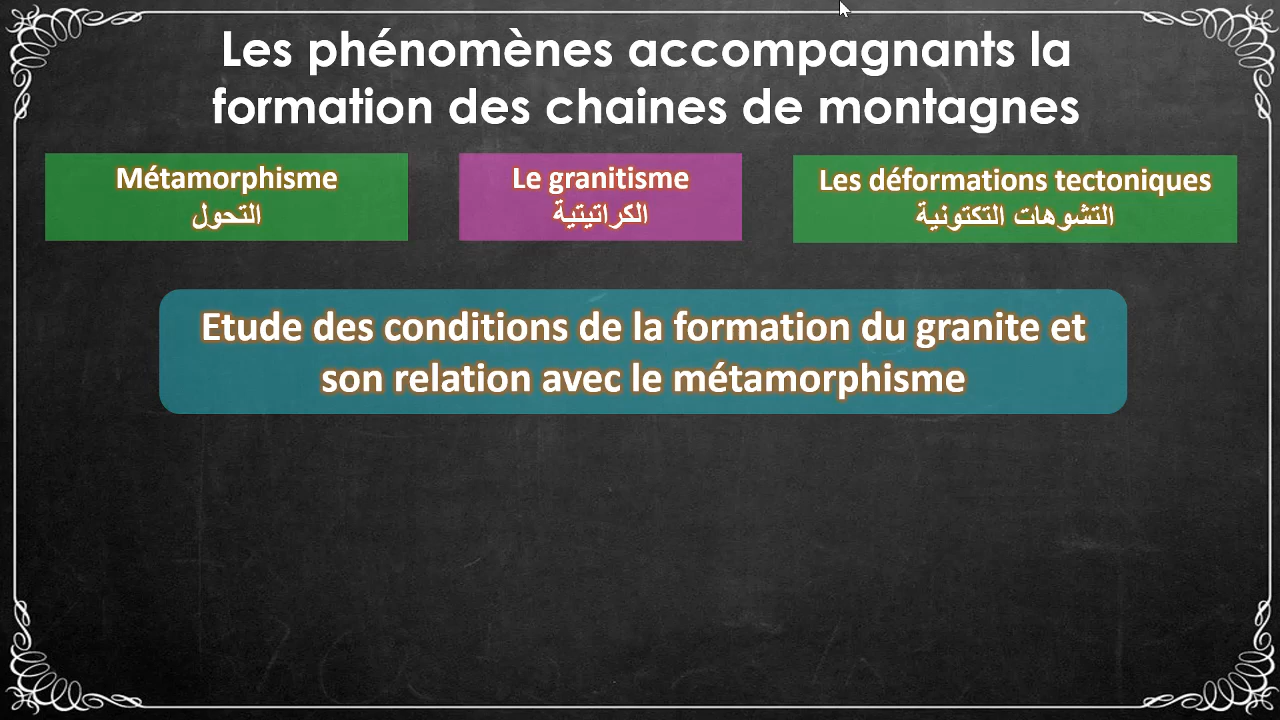 Les phénomènes accompagnants la
formation des chaines de montagnes
Métamorphisme
التحول
Le granitisme
الكراتيتية
Les déformations tectoniques
التشوهات التكتونية
Etude des conditions de la formation du granite et
son relation avec le métamorphisme